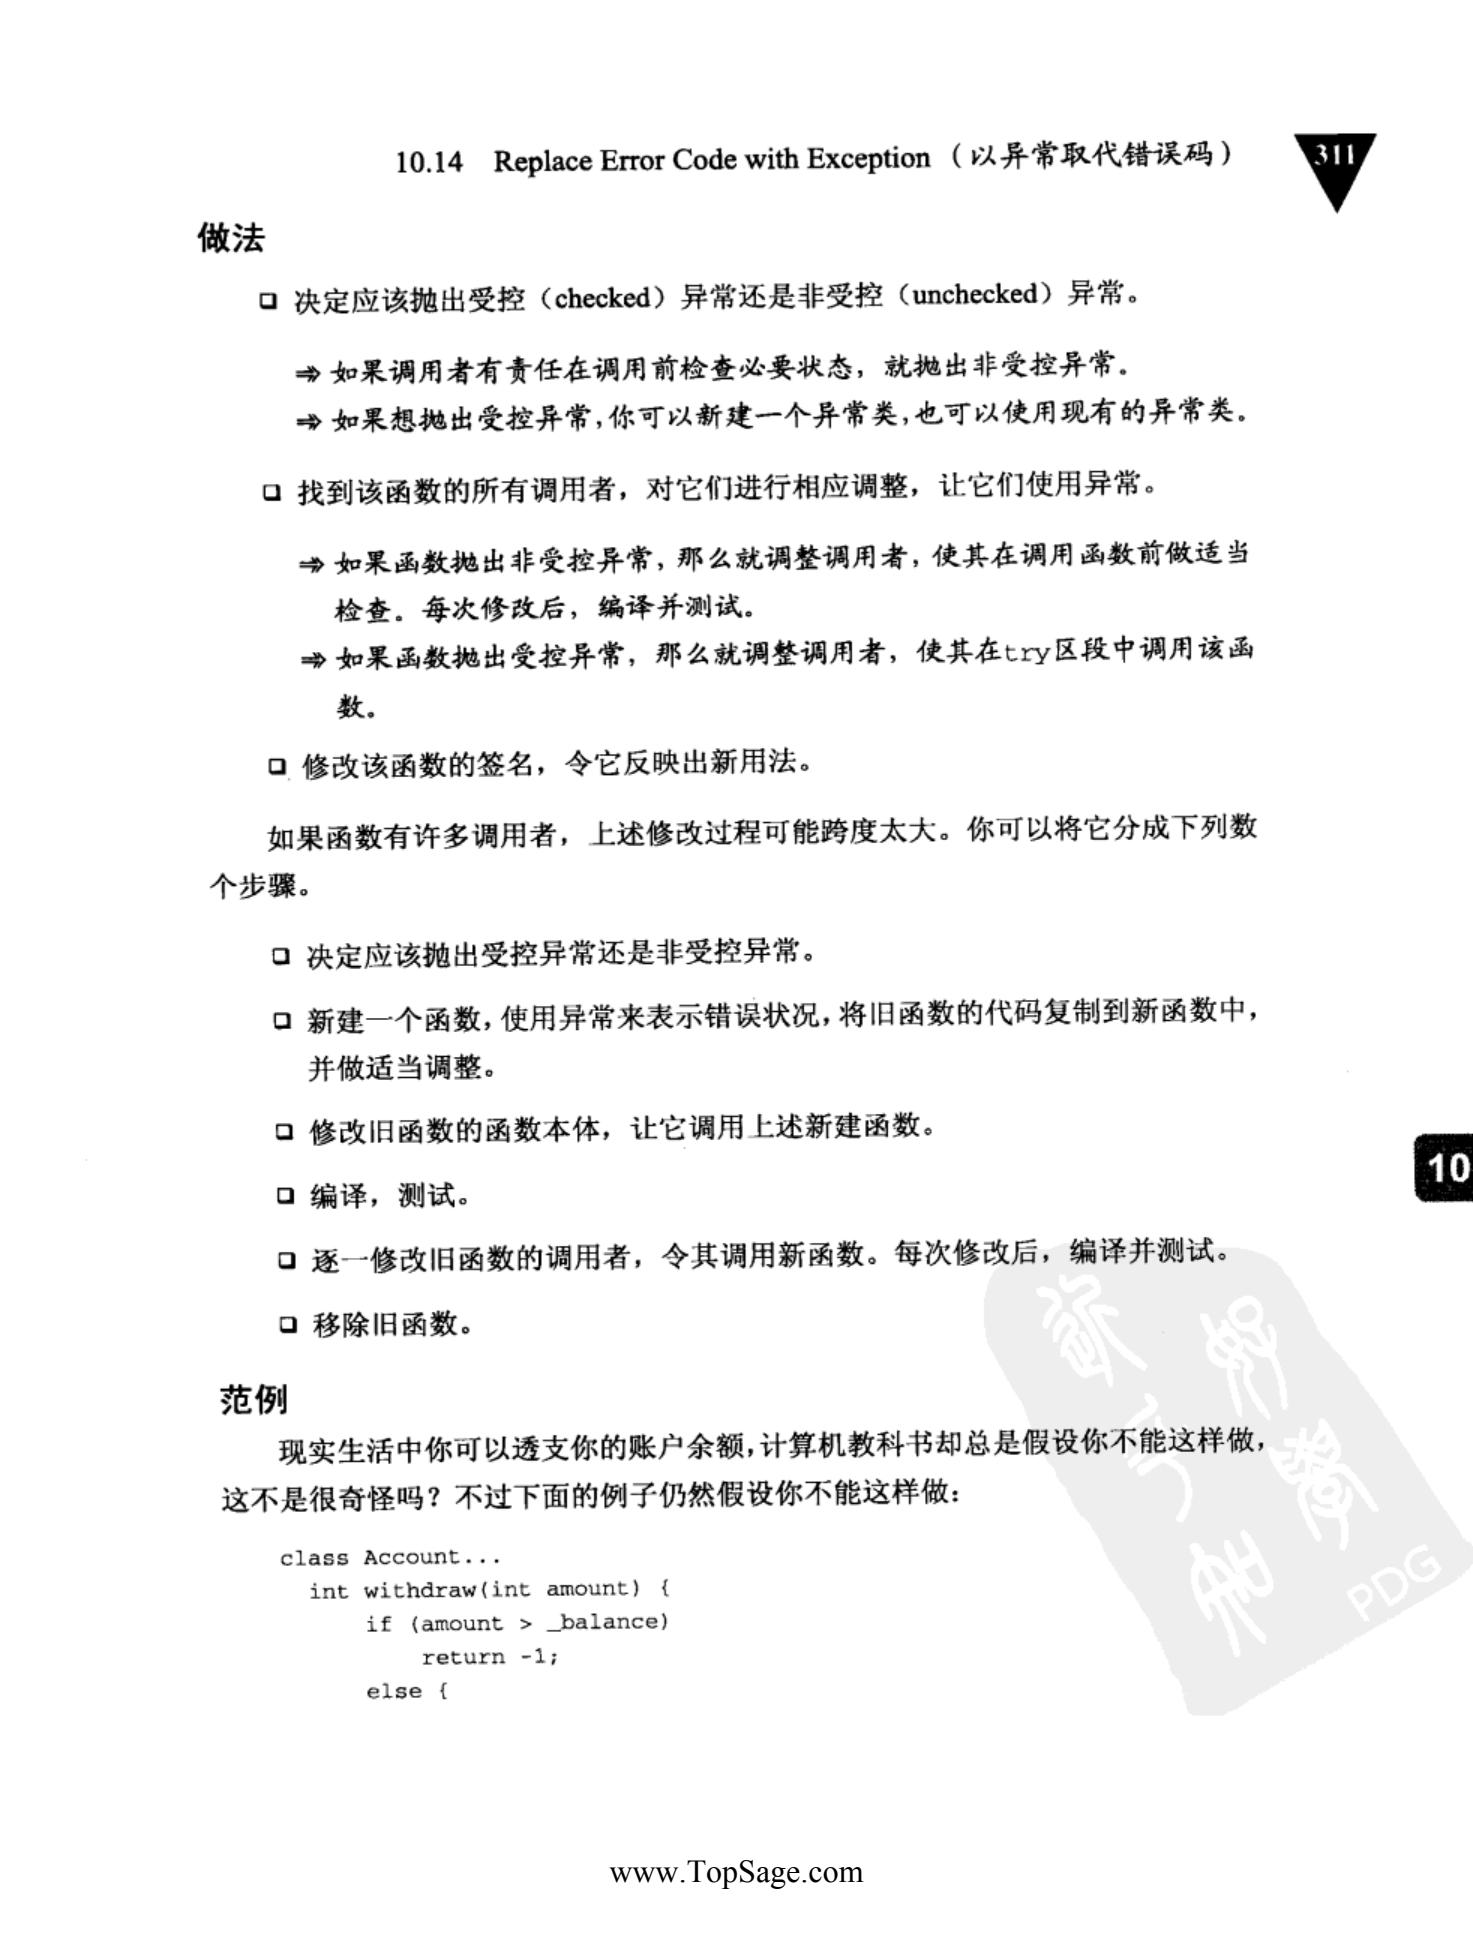 10.14 Replace Error Code with Exception（以异常取代错误码）
311
做法
❑ 决定应该抛出受控（checked）异常还是非受控（unchecked）异常。
⇒ 如果调用者有责任在调用前检查必要状态，就抛出非受控异常。
⇒ 如果想抛出受控异常，你可以新建一个异常类，也可以使用现有的异常类。
❑ 找到该函数的所有调用者，对它们进行相应调整，让它们使用异常。
⇒ 如果函数抛出非受控异常，那么就调整调用者，使其在调用函数前做适当
检查。每次修改后，编译并测试。
⇒ 如果函数抛出受控异常，那么就调整调用者，使其在try区段中调用该函
数。
❑ 修改该函数的签名，令它反映出新用法。
如果函数有许多调用者，上述修改过程可能跨度太大。你可以将它分成下列数
个步骤。
❑ 决定应该抛出受控异常还是非受控异常。
❑ 新建一个函数，使用异常来表示错误状况，将旧函数的代码复制到新函数中，
并做适当调整。
❑ 修改旧函数的函数本体，让它调用上述新建函数。
10
❑ 编译，测试。
❑ 逐一修改旧函数的调用者，令其调用新函数。每次修改后，编译并测试。
❑ 移除旧函数。
范例
现实生活中你可以透支你的账户余额，计算机教科书却总是假设你不能这样做，
这不是很奇怪吗？不过下面的例子仍然假设你不能这样做：
class Account...
int withdraw(int amount) {
if (amount > _balance)
return -1;
else {
PDG
www.TopSage.com